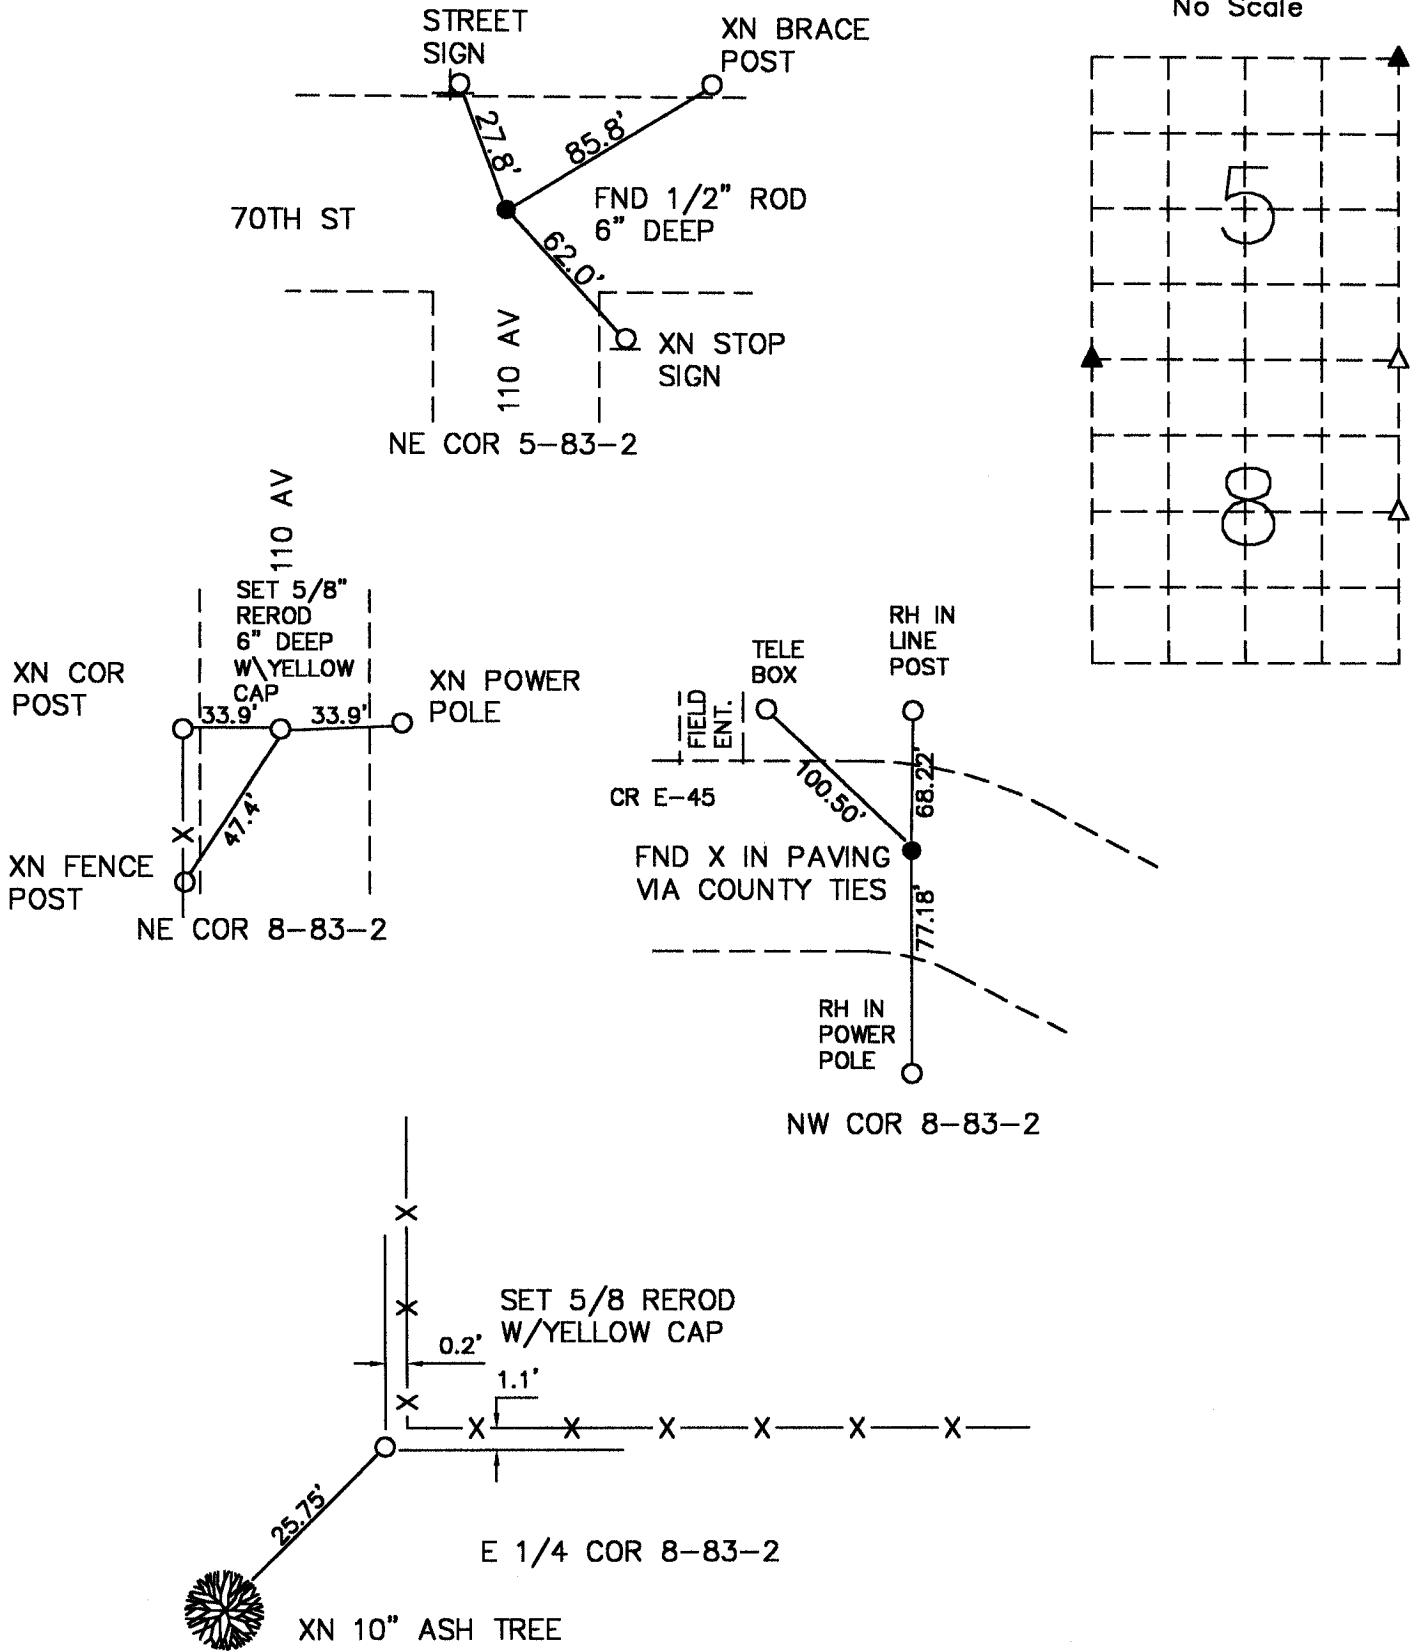 No Scale
STREET
SIGN
XN BRACE
POST
27.8'
85.8'
70TH ST
FND 1/2" ROD
6" DEEP
62.0'
110 AV
XN STOP
SIGN
NE COR 5-83-2
5
8
110 AV
SET 5/8"
REROD
6" DEEP
W\YELLOW
CAP
XN COR
POST
33.9'
33.9'
XN POWER
POLE
47.4'
XN FENCE
POST
NE COR 8-83-2
TELE
BOX
RH IN
LINE
POST
FIELD
ENT.
CR E-45
100.50'
68.22'
FND X IN PAVING
VIA COUNTY TIES
77.18'
RH IN
POWER
POLE
NW COR 8-83-2
SET 5/8 REROD
W/YELLOW CAP
0.2'
1.1'
25.75'
E 1/4 COR 8-83-2
XN 10" ASH TREE